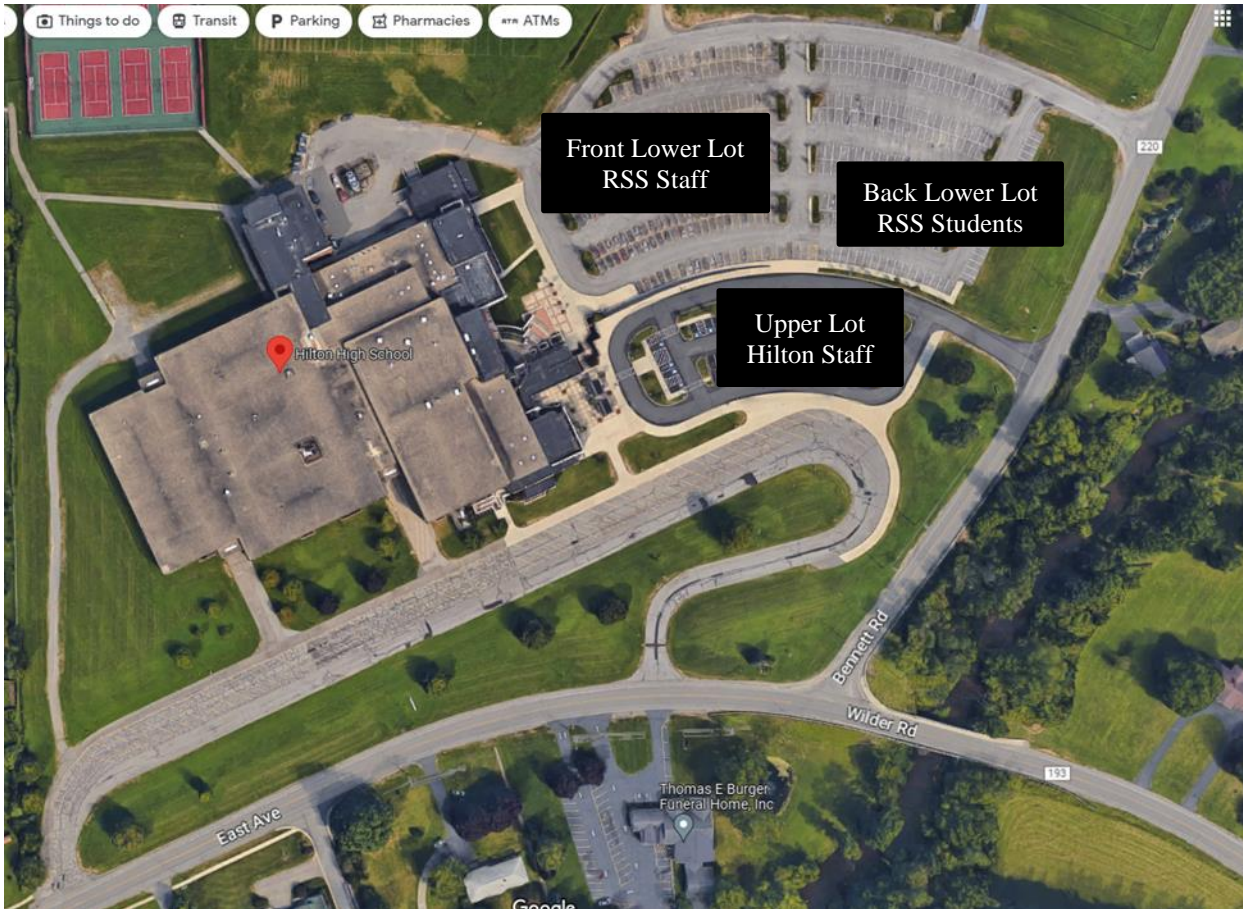 Things to do
Transit
P Parking
Pharmacies
ATM ATMs
Front Lower Lot
RSS Staff
220
Back Lower Lot
RSS Students
Upper Lot
Hilton Staff
Hilton High School
Bennett Rd
Wilder Rd
193
Thomas E Burger
Funeral Home, Inc
East Ave
Google